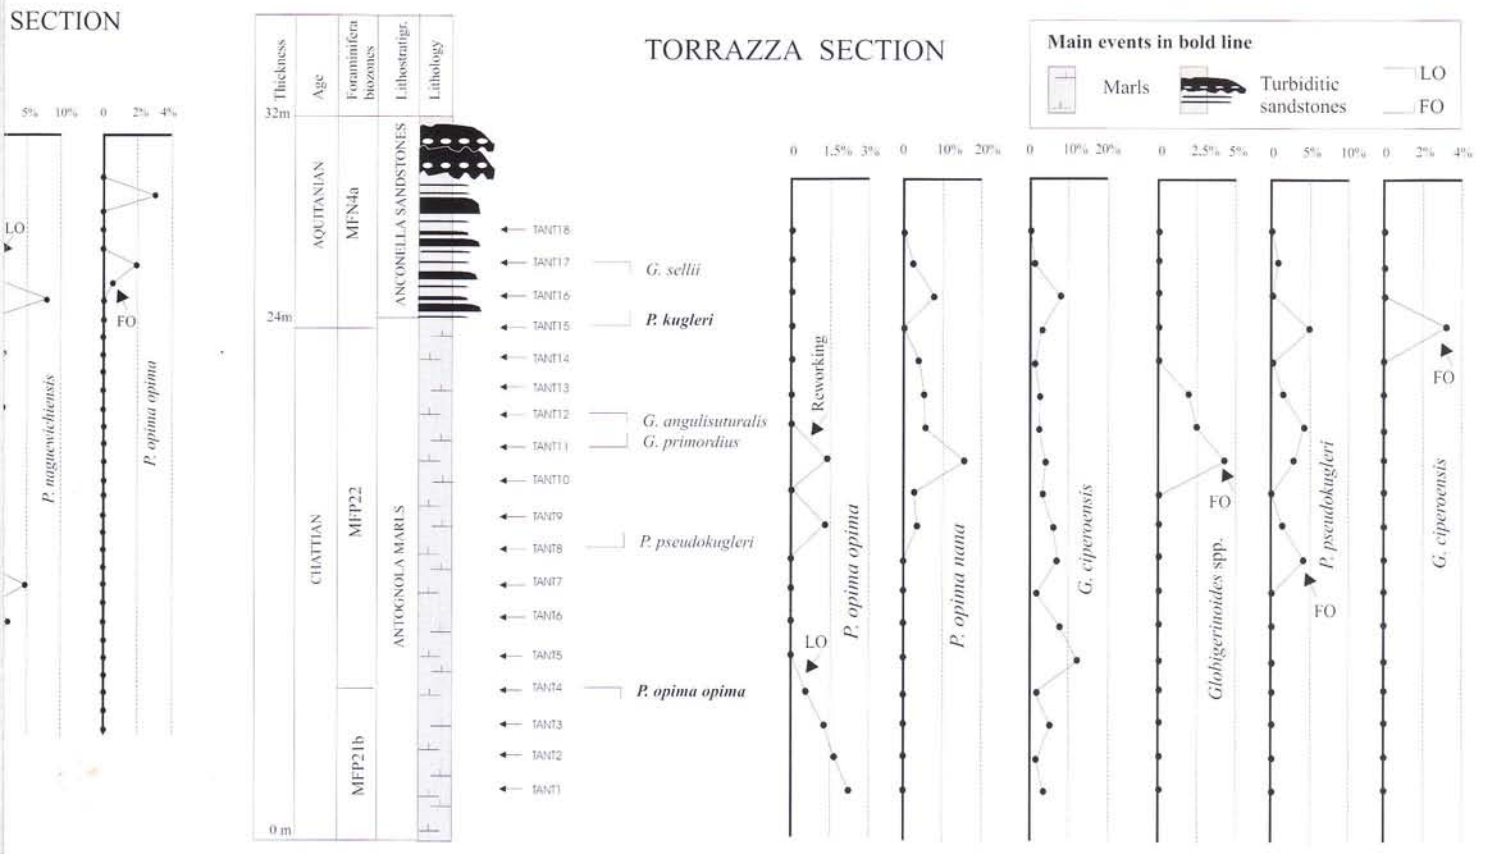 SECTION
TORRAZZA SECTION
Main events in bold line
Marls
Turbiditic
sandstones
LO
FO
5% 10%
0 2% 4%
LO
FO
P. naguewichiensis
P. opima opima
Thickness
Age
Foraminifera
biozones
Lithostratigr.
Lithology
32m
24m
0 m
AQUITANIAN
CHATTIAN
MFN4a
MFP22
MFP21b
ANCONELLA SANDSTONES
ANTOGNOLA MARLS
TANT18
TANT17
TANT16
TANT15
TANT14
TANT13
TANT12
TANT11
TANT10
TANT9
TANT8
TANT7
TANT6
TANT5
TANT4
TANT3
TANT2
TANT1
G. sellii
P. kugleri
G. angulisuturalis
G. primordius
P. pseudokugleri
P. opima opima
0 1.5% 3%
Reworking
LO
P. opima opima
0 10% 20%
P. opima nana
0 10% 20%
G. ciperoensis
0 2.5% 5%
FO
Globigerinoides spp.
0 5% 10%
P. pseudokugleri
FO
0 2% 4%
FO
G. ciperoensis